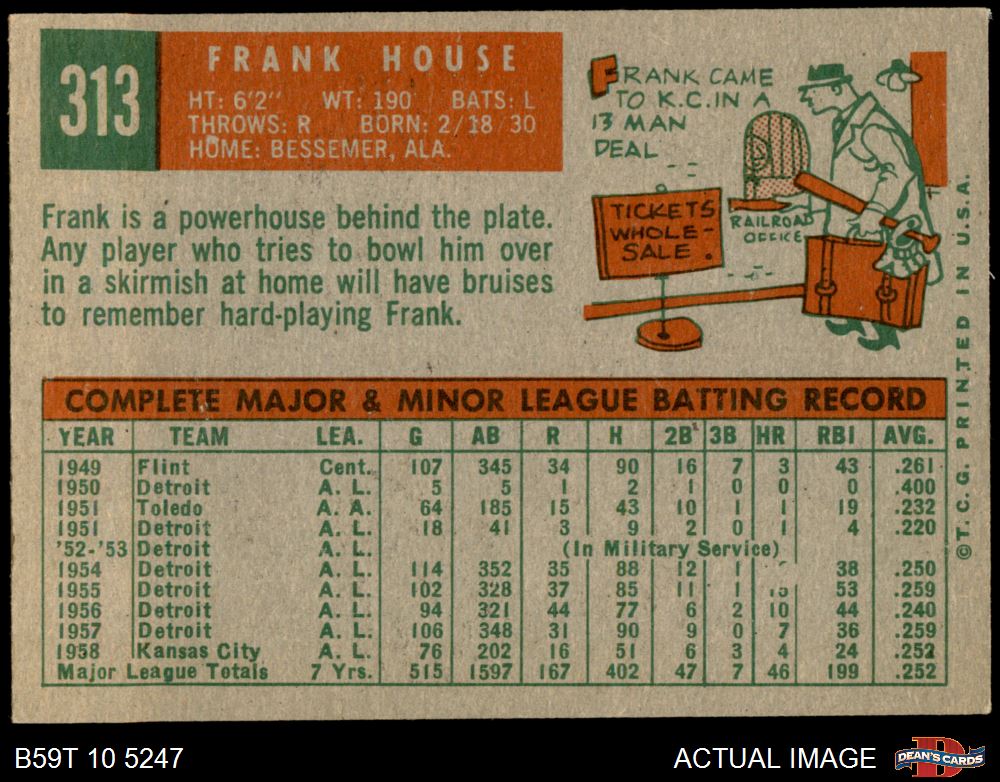 313
FRANK HOUSE
HT: 6'2" WT: 190 BATS: L
THROWS: R BORN: 2/18/30
HOME: BESSEMER, ALA.
Frank is a powerhouse behind the plate.
Any player who tries to bowl him over
in a skirmish at home will have bruises
to remember hard-playing Frank.
FRANK CAME
TO K.C. IN A
13 MAN
DEAL
TICKETS
WHOLE-
SALE.
RAILROAD
OFFICE
COMPLETE MAJOR & MINOR LEAGUE BATTING RECORD
YEAR TEAM LEA. G AB R H 2B 3B HR RBI AVG.
1949 Flint Cent. 107 345 34 90 16 7 3 43 .261
1950 Detroit A. L. 5 5 1 2 1 0 0 0 .400
1951 Toledo A. A. 64 185 15 43 10 1 1 19 .232
1951 Detroit A. L. 18 41 3 9 2 0 1 4 .220
'52-'53 Detroit A. L. (In Military Service)
1954 Detroit A. L. 114 352 35 88 12 1 38 .250
1955 Detroit A. L. 102 328 37 85 11 1 53 .259
1956 Detroit A. L. 94 321 44 77 6 2 10 44 .240
1957 Detroit A. L. 106 348 31 90 9 0 7 36 .259
1958 Kansas City A. L. 76 202 16 51 6 3 4 24 .252
Major League Totals 7 Yrs. 515 1597 167 402 47 7 46 199 .252
© T. C. G. PRINTED IN U.S.A.
B59T 10 5247
ACTUAL IMAGE
D
DEAN'S CARDS